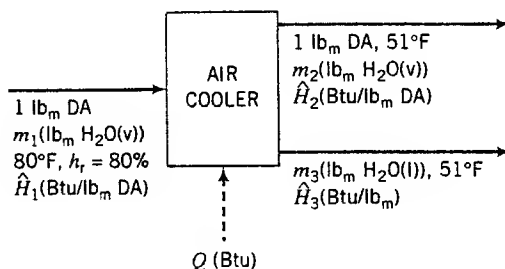 1 lbm DA
m1(lbm H2O(v))
80°F, hr = 80%
Ĥ1(Btu/lbm DA)
AIR
COOLER
Q (Btu)
1 lbm DA, 51°F
m2(lbm H2O(v))
Ĥ2(Btu/lbm DA)
m3(lbm H2O(l)), 51°F
Ĥ3(Btu/lbm)